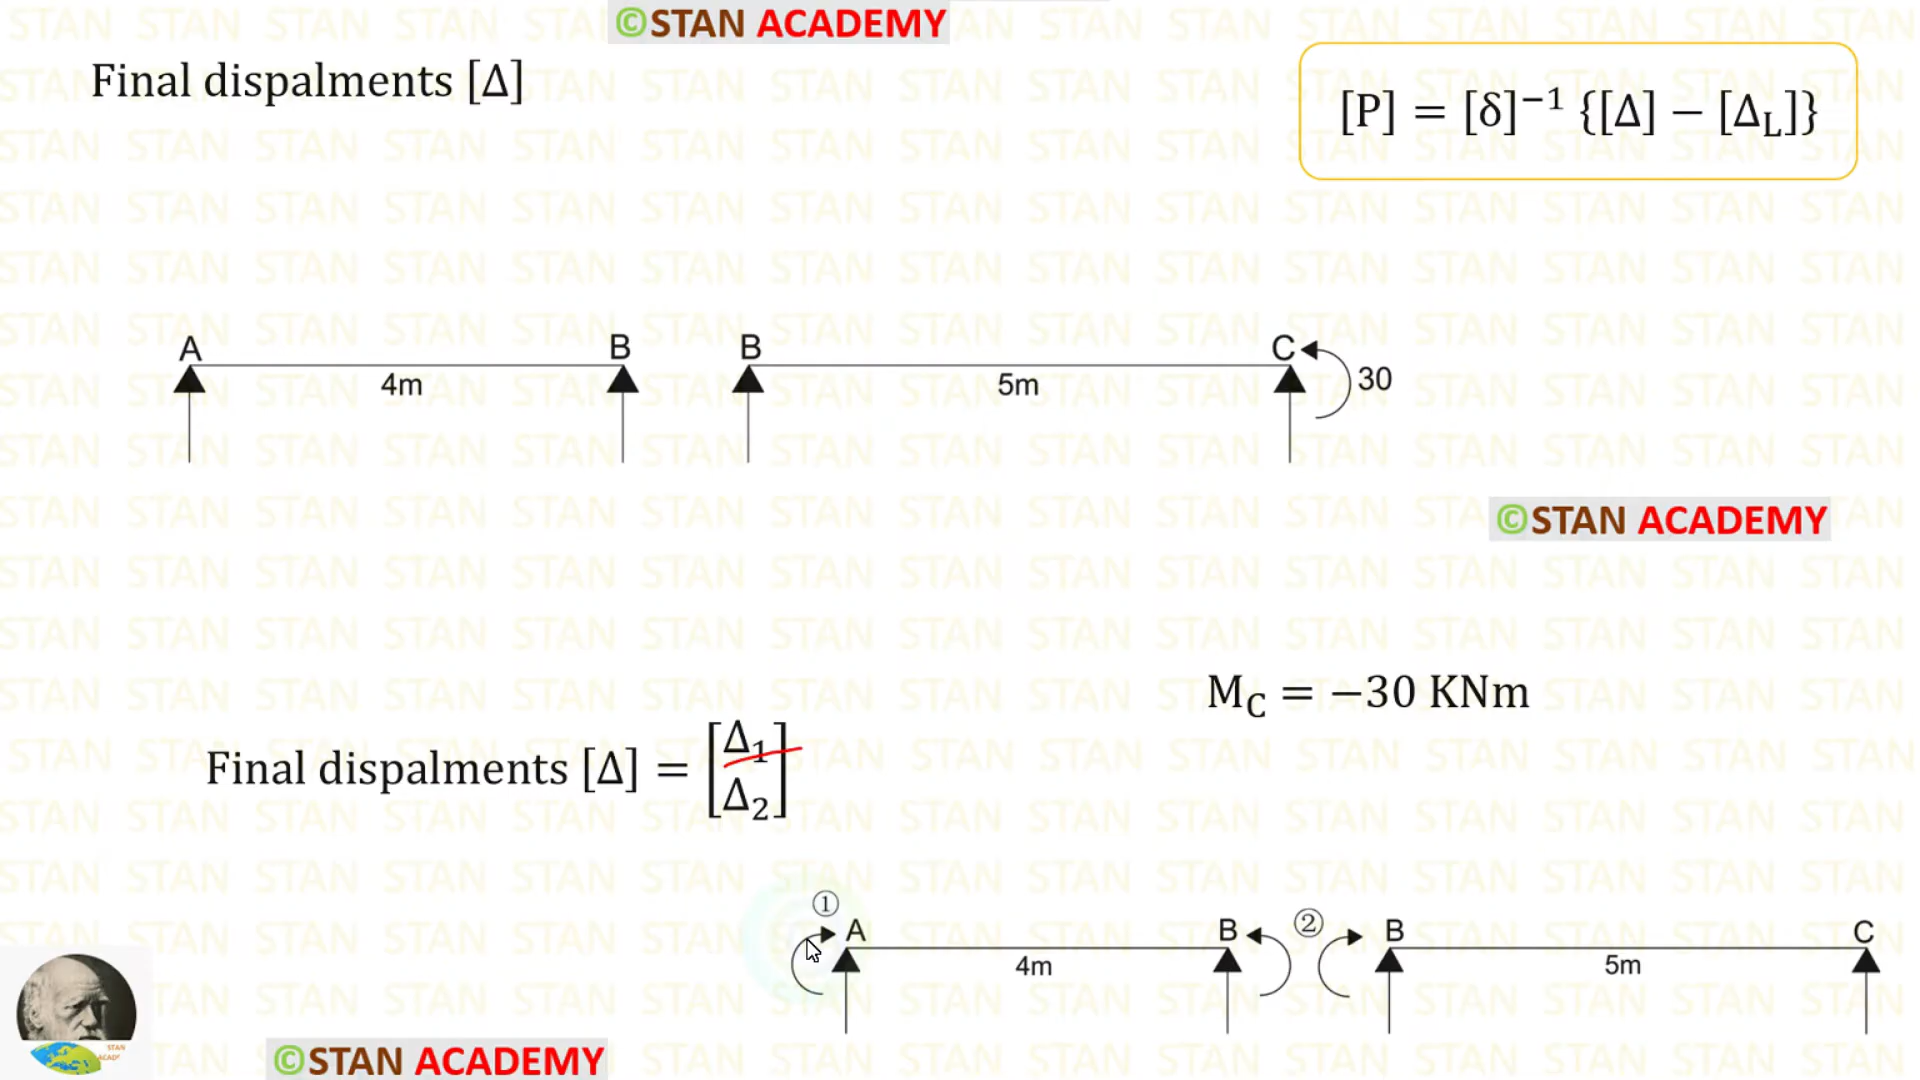 ©STAN ACADEMY
Final dispalments [Δ]
[P] = [δ]⁻¹ {[Δ] − [Δ_L]}
A B B C
4m 5m 30
©STAN ACADEMY
M_C = −30 KNm
Final dispalments [Δ] = [Δ₁ Δ₂]
① A B ② B C
4m 5m
©STAN ACADEMY